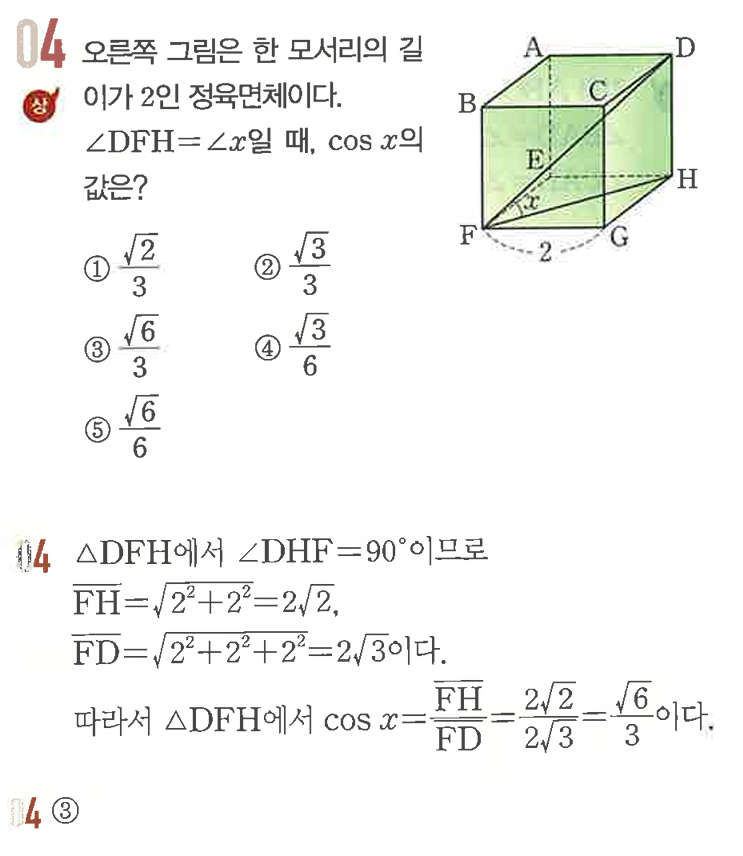 04 오른쪽 그림은 한 모서리의 길
상 이가 2인 정육면체이다.
∠DFH=∠x일 때, cos x의
값은?
① √2/3 ② √3/3
③ √6/3 ④ √3/6
⑤ √6/6
A D
B C
E
x H
F G
2
04 △DFH에서 ∠DHF=90°이므로
F̅H̅=√(2²+2²)=2√2,
F̅D̅=√(2²+2²+2²)=2√3이다.
따라서 △DFH에서 cos x=F̅H̅/F̅D̅=2√2/2√3=√6/3이다.
04 ③